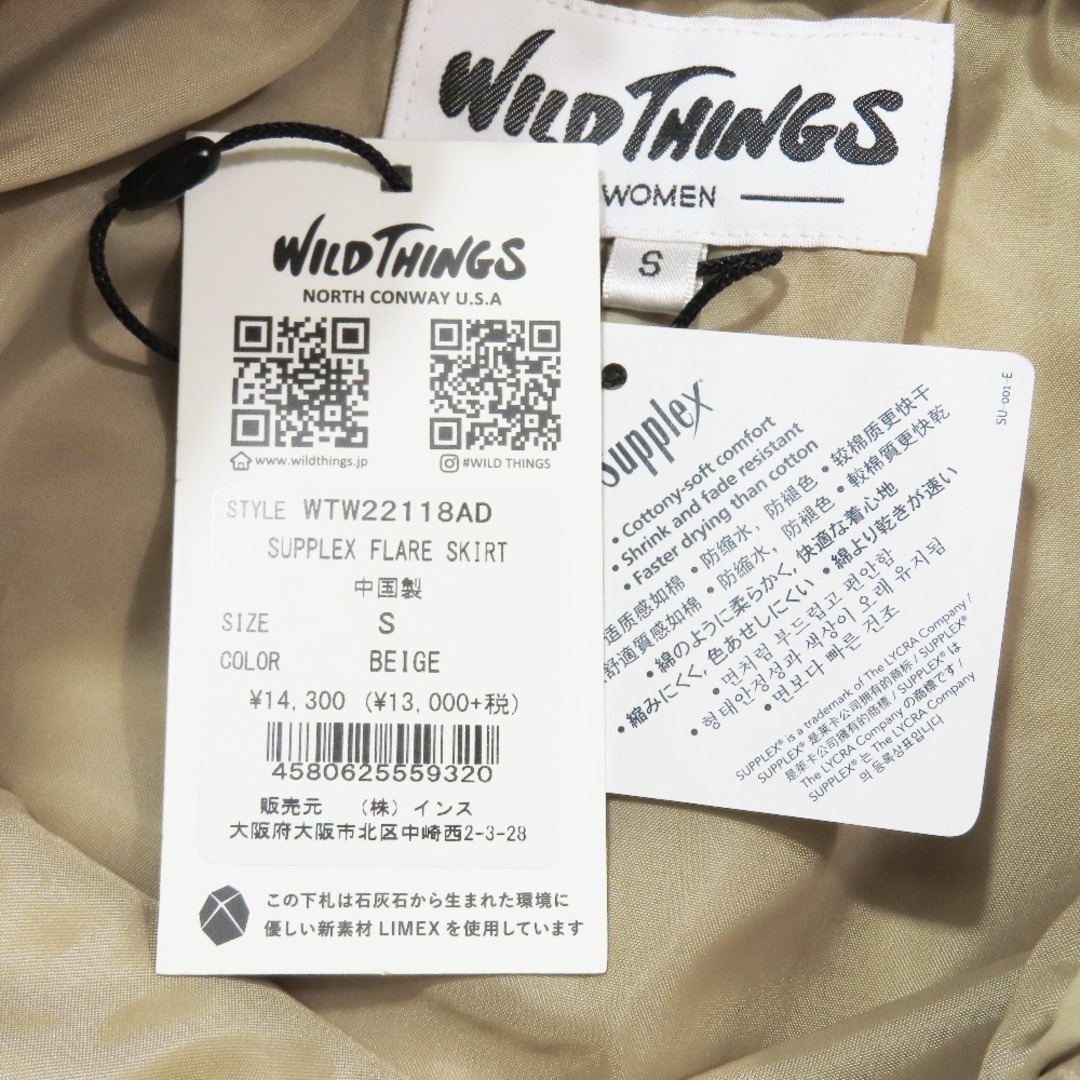 WILD THINGS
WOMEN
S
WILD THINGS
NORTH CONWAY U.S.A
www.wildthings.jp
#WILD THINGS
STYLE WTW22118AD
SUPPLEX FLARE SKIRT
中国製
SIZE S
COLOR BEIGE
¥14,300 (¥13,000+税)
4580625559320
販売元 (株)インス
大阪府大阪市北区中崎西2-3-28
この下札は石灰石から生まれた環境に
優しい新素材 LIMEX を使用しています
SU-001-E
Supplex
• Cottony-soft comfort
• Shrink and fade resistant
• Faster drying than cotton
适质感如棉 • 防缩水，防褪色 • 较棉质更快干
舒適質感如棉 • 防縮水，防褪色 • 較棉質更快乾
• 綿のように柔らかく, 快適な着心地
• 縮みにくく, 色あせしにくい • 綿より乾きが速い
• 면처럼 부드럽고 편안함
• 형태안정성과 색상이 오래 유지됨
• 면보다 빠른 건조
SUPPLEX® is a trademark of The LYCRA Company /
SUPPLEX® 是莱卡公司拥有的商标 / SUPPLEX®
是萊卡公司擁有的商標 / SUPPLEX® は
The LYCRA Company の商標です /
SUPPLEX® 는 The LYCRA Company
의 등록상표입니다